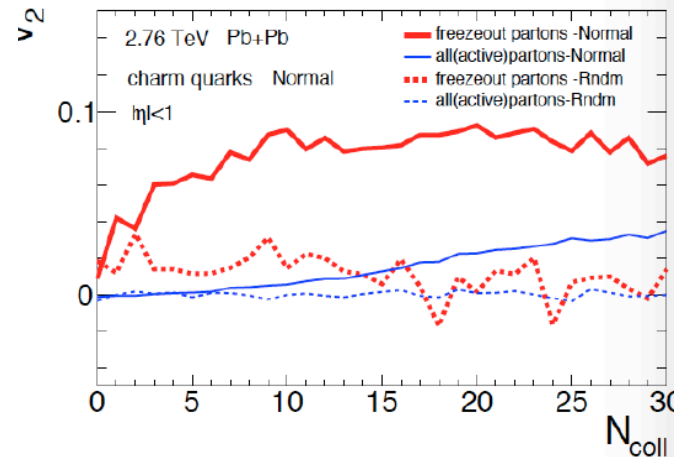 v2
2.76 TeV Pb+Pb
charm quarks Normal
|η|<1
freezeout partons -Normal
all(active)partons-Normal
freezeout partons -Rndm
all(active)partons-Rndm
0.1
0
0 5 10 15 20 25 30
Ncoll